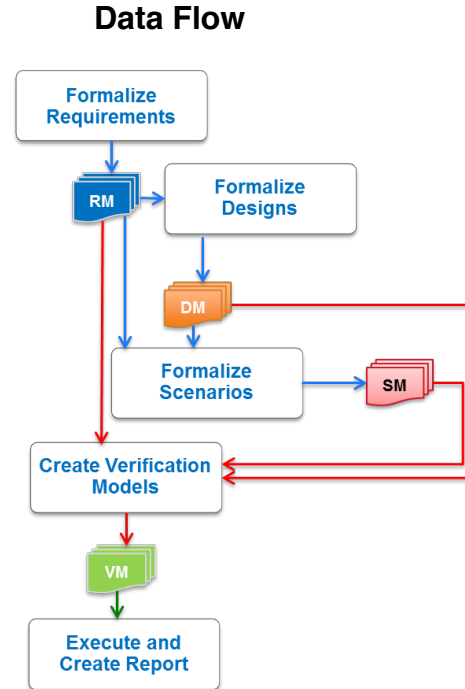 Data Flow
Formalize
Requirements
RM
Formalize
Designs
DM
Formalize
Scenarios
SM
Create Verification
Models
VM
Execute and
Create Report